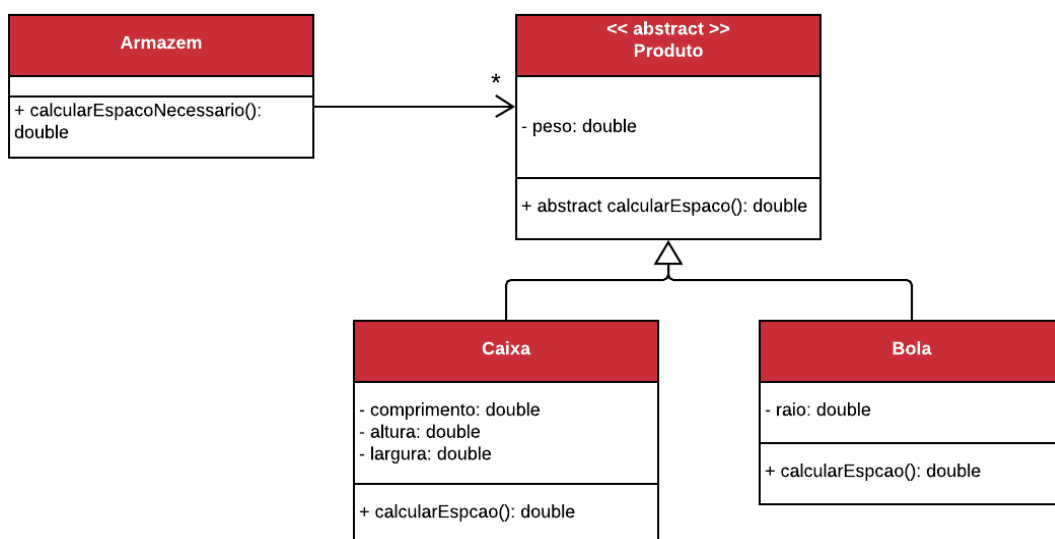 Armazem
+ calcularEspacoNecessario():
double
*
<< abstract >>
Produto
- peso: double
+ abstract calcularEspaco(): double
Caixa
- comprimento: double
- altura: double
- largura: double
+ calcularEspcao(): double
Bola
- raio: double
+ calcularEspcao(): double